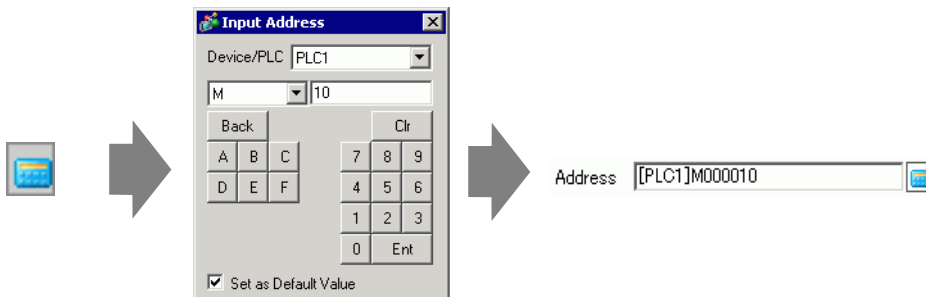 Input Address
Device/PLC PLC1
M 10
Back Clr
A B C 7 8 9
D E F 4 5 6
1 2 3
0 Ent
Set as Default Value
Address [PLC1]M000010